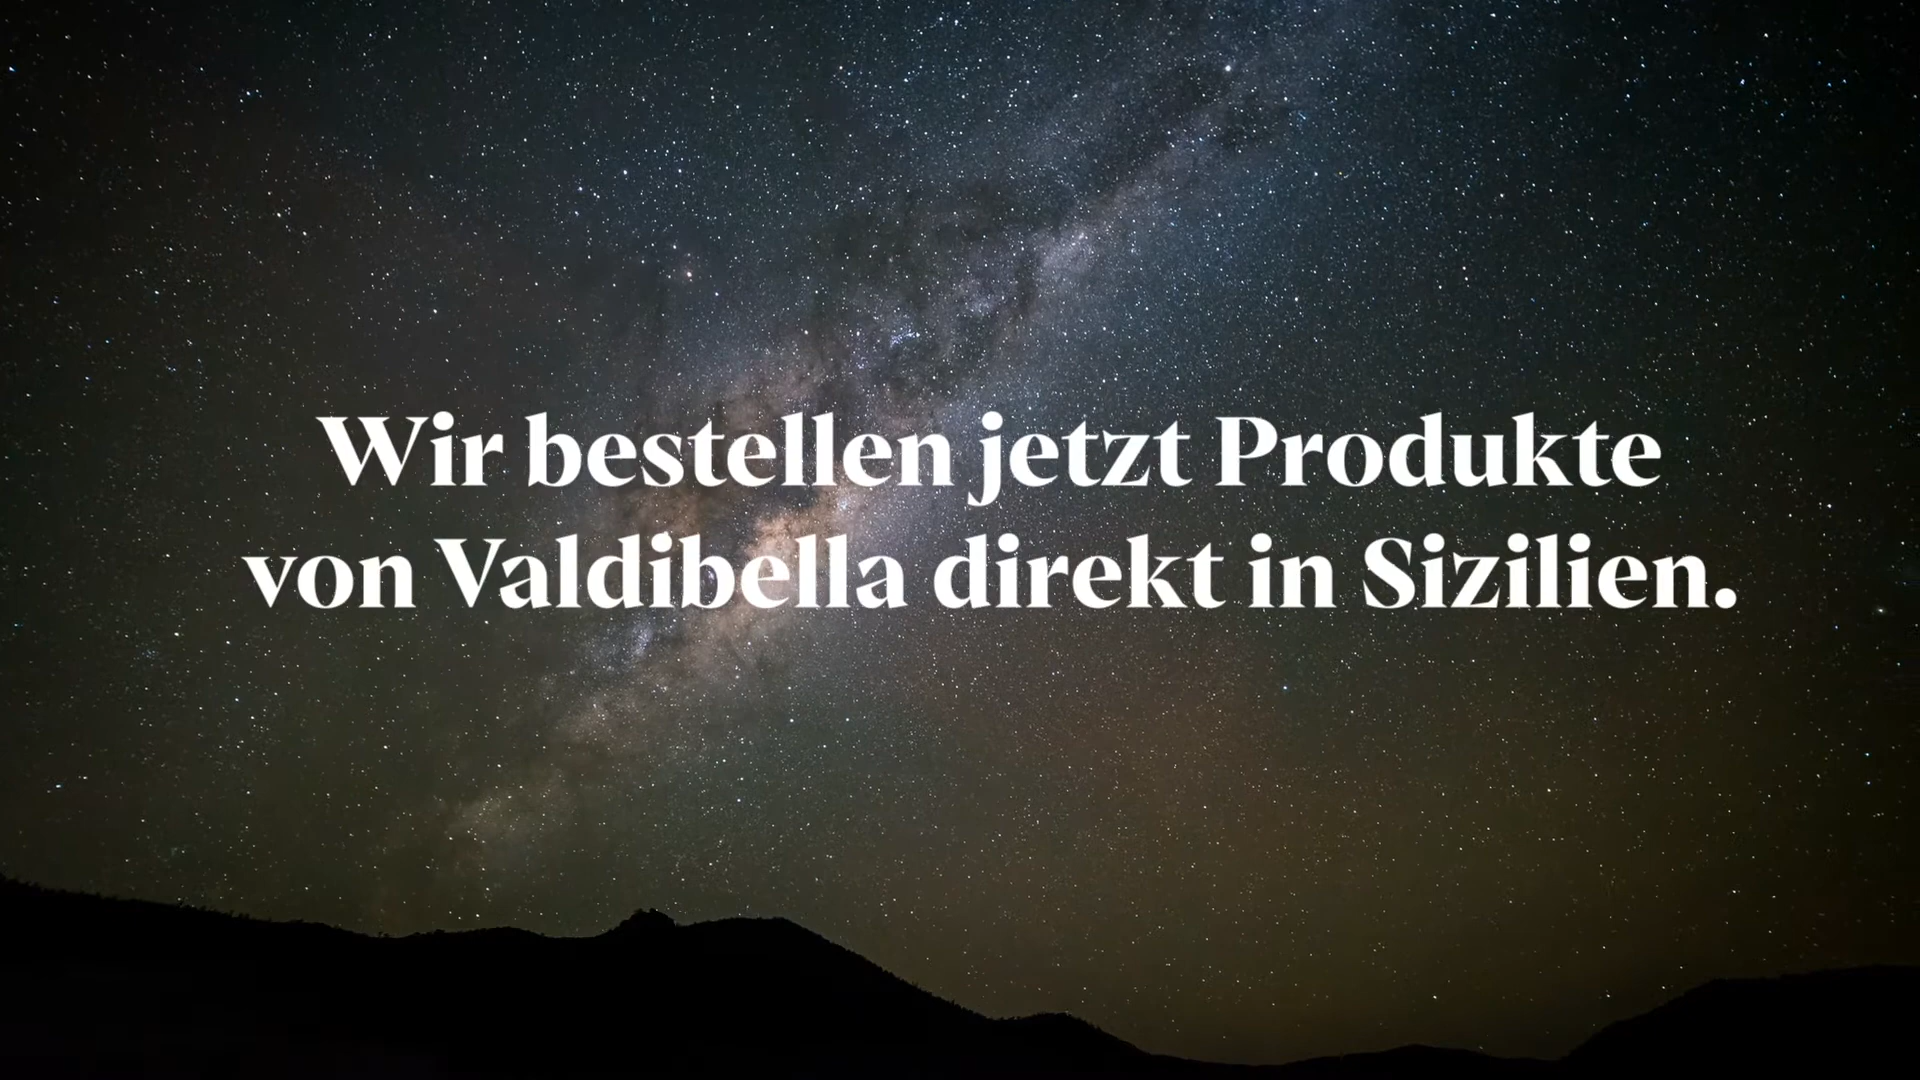 Wir bestellen jetzt Produkte
von Valdibella direkt in Sizilien.